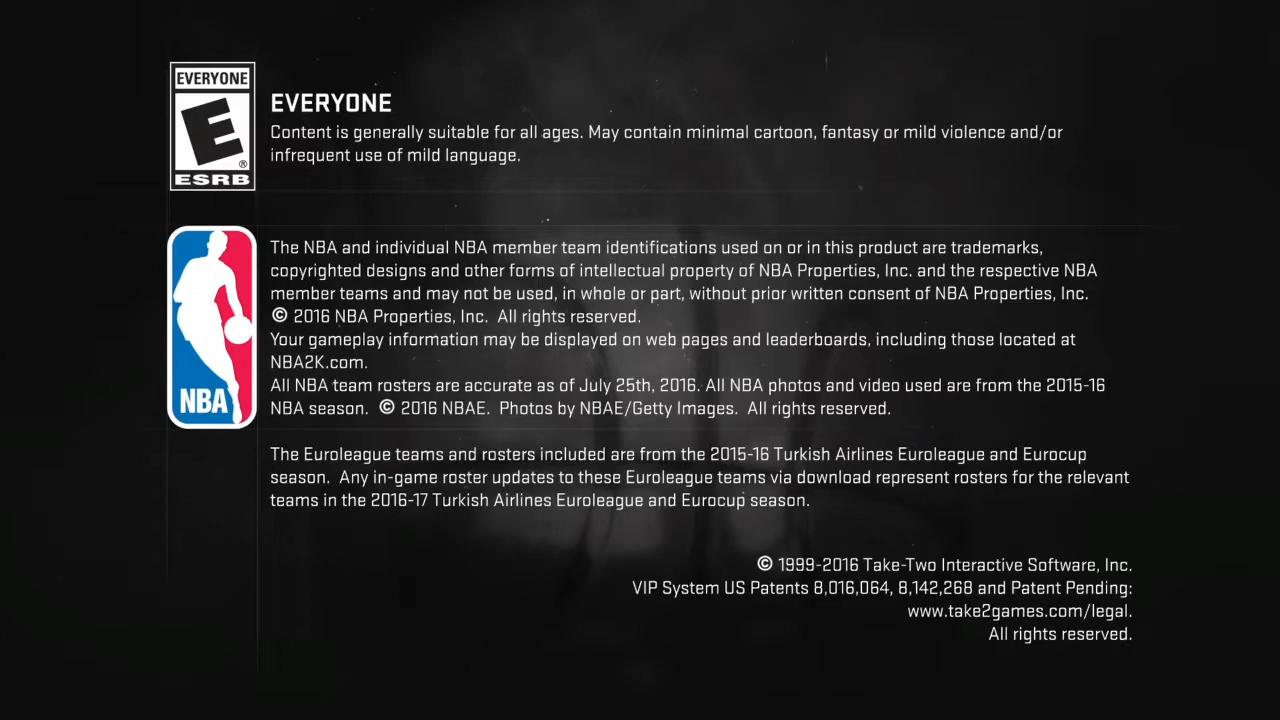 EVERYONE
E
®
ESRB
EVERYONE
Content is generally suitable for all ages. May contain minimal cartoon, fantasy or mild violence and/or
infrequent use of mild language.
NBA
The NBA and individual NBA member team identifications used on or in this product are trademarks,
copyrighted designs and other forms of intellectual property of NBA Properties, Inc. and the respective NBA
member teams and may not be used, in whole or part, without prior written consent of NBA Properties, Inc.
© 2016 NBA Properties, Inc. All rights reserved.
Your gameplay information may be displayed on web pages and leaderboards, including those located at
NBA2K.com.
All NBA team rosters are accurate as of July 25th, 2016. All NBA photos and video used are from the 2015-16
NBA season. © 2016 NBAE. Photos by NBAE/Getty Images. All rights reserved.
The Euroleague teams and rosters included are from the 2015-16 Turkish Airlines Euroleague and Eurocup
season. Any in-game roster updates to these Euroleague teams via download represent rosters for the relevant
teams in the 2016-17 Turkish Airlines Euroleague and Eurocup season.
© 1999-2016 Take-Two Interactive Software, Inc.
VIP System US Patents 8,016,064, 8,142,268 and Patent Pending:
www.take2games.com/legal.
All rights reserved.